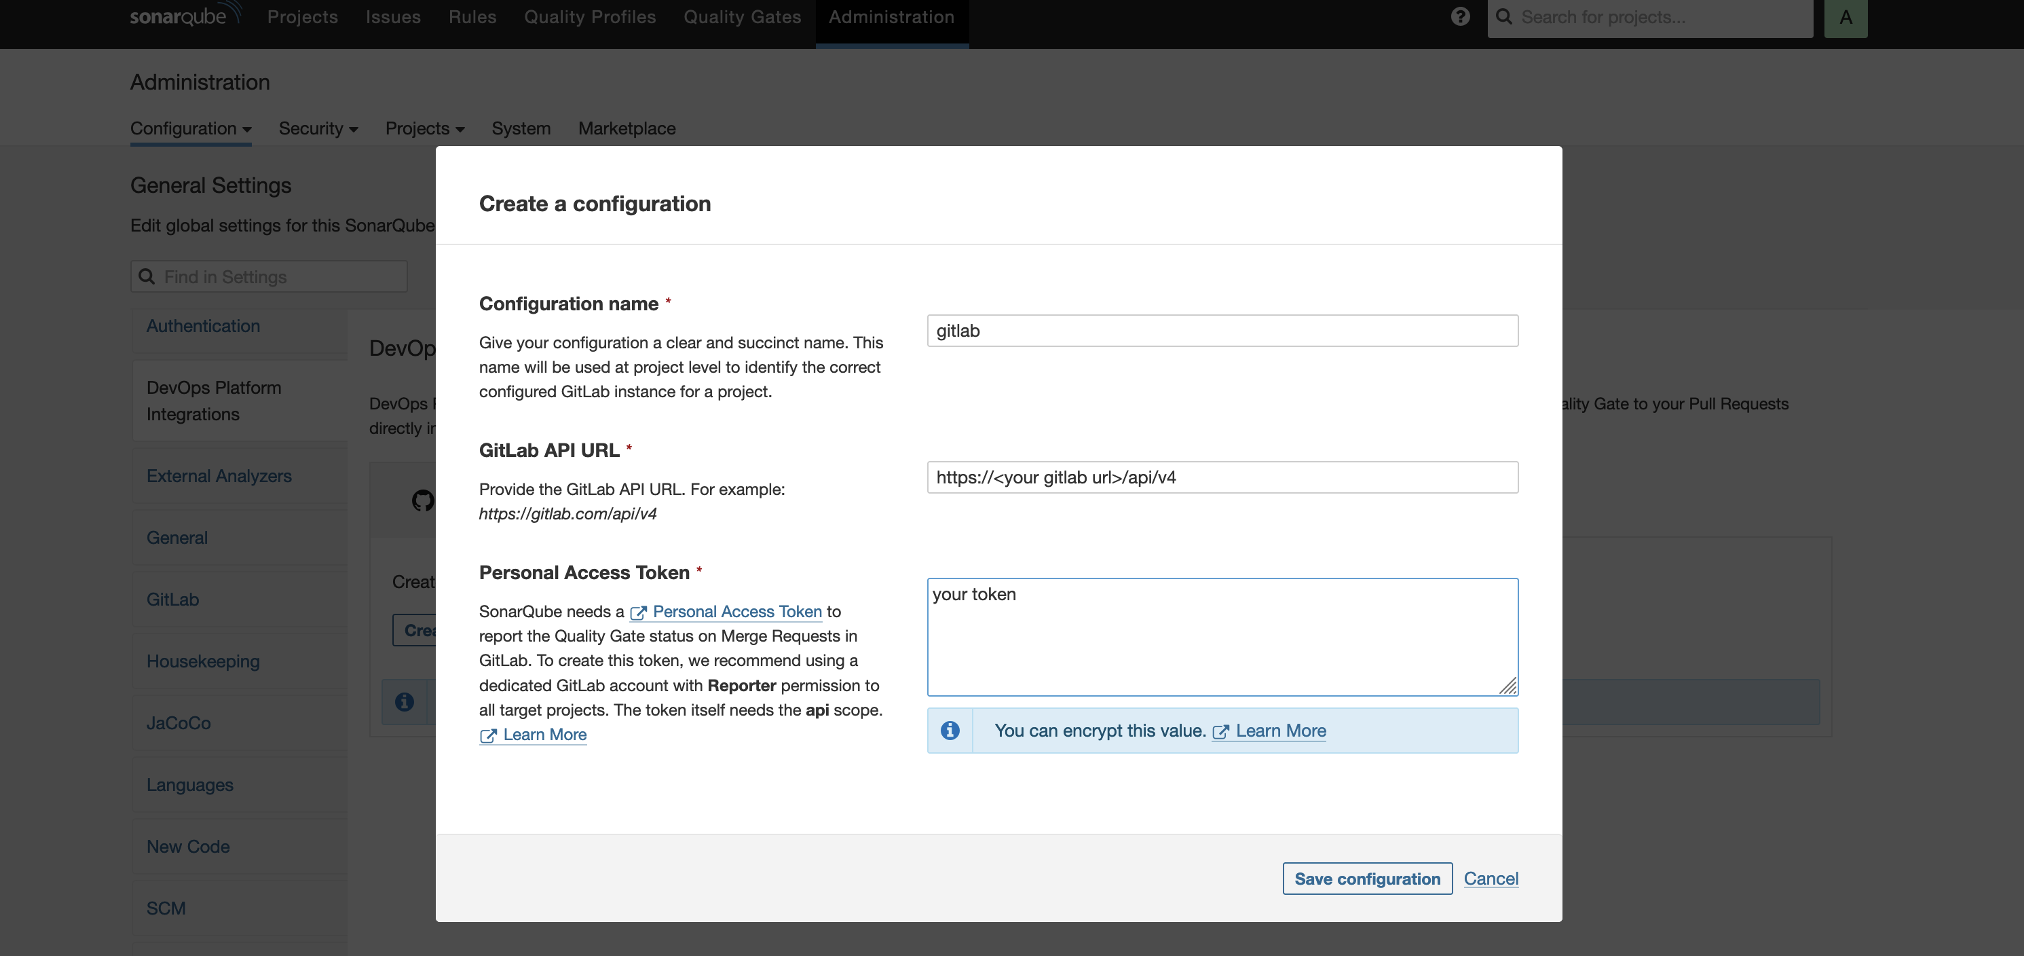 sonarqube Projects Issues Rules Quality Profiles Quality Gates Administration ? Search for projects... A
Administration
Configuration Security Projects System Marketplace
General Settings
Edit global settings for this SonarQube
Find in Settings
Authentication
DevOps Platform
Integrations
External Analyzers
General
GitLab
Housekeeping
JaCoCo
Languages
New Code
SCM
DevOp
DevOps
directly in
ality Gate to your Pull Requests
Creat
Crea
Create a configuration
Configuration name *
Give your configuration a clear and succinct name. This
name will be used at project level to identify the correct
configured GitLab instance for a project.
gitlab
GitLab API URL *
Provide the GitLab API URL. For example:
https://gitlab.com/api/v4
https://<your gitlab url>/api/v4
Personal Access Token *
SonarQube needs a Personal Access Token to
report the Quality Gate status on Merge Requests in
GitLab. To create this token, we recommend using a
dedicated GitLab account with Reporter permission to
all target projects. The token itself needs the api scope.
Learn More
your token
You can encrypt this value. Learn More
Save configuration Cancel